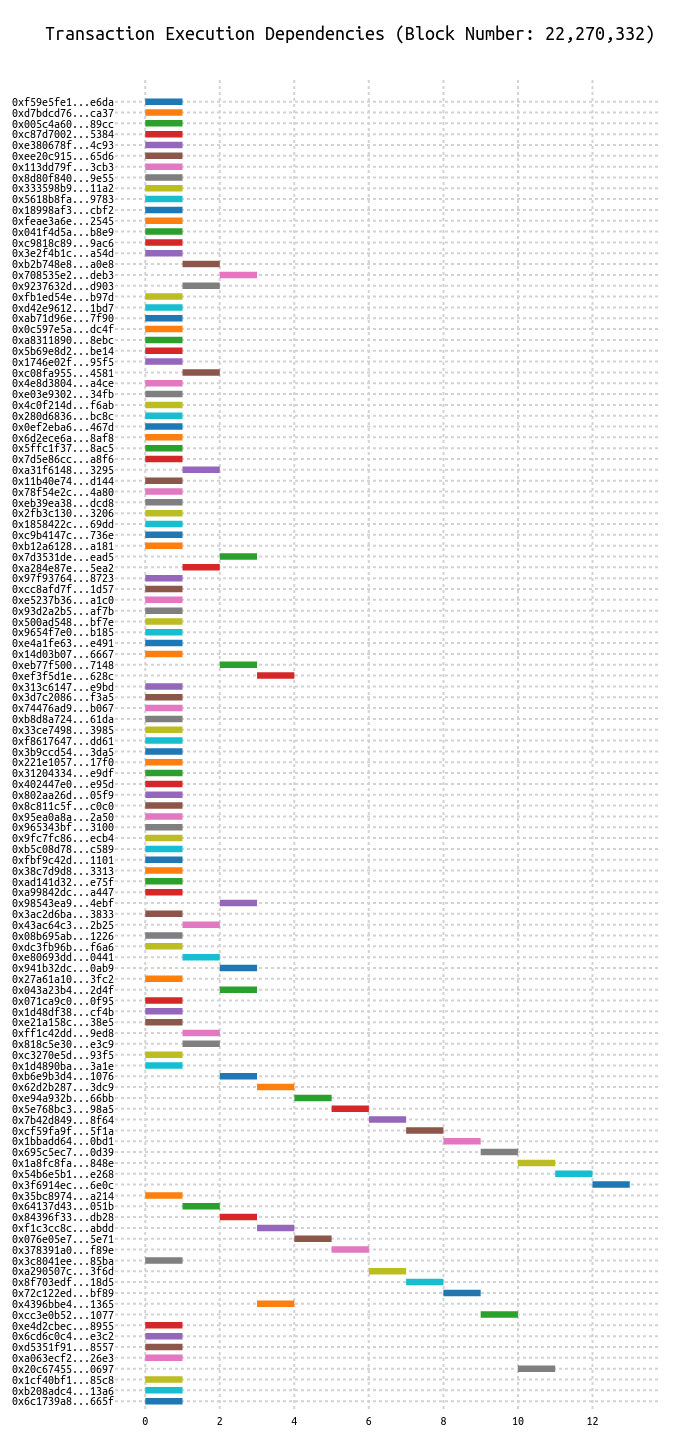 Transaction Execution Dependencies (Block Number: 22,270,332)
0xf59e5fe1...e6da
0xd7bdcd76...ca37
0x005c4a60...89cc
0xc87d7002...5384
0xe380678f...4c93
0xee20c915...65d6
0x113dd79f...3cb3
0x8d80f840...9e55
0x333598b9...11a2
0x5618b8fa...9783
0x18998af3...cbf2
0xfeae3a6e...2545
0x041f4d5a...b8e9
0xc9818c89...9ac6
0x3e2f4b1c...a54d
0xb2b748e8...a0e8
0x708535e2...deb3
0x9237632d...d903
0xfb1ed54e...b97d
0xd42e9612...1bd7
0xab71d96e...7f90
0x0c597e5a...dc4f
0xa8311890...8ebc
0x5b69e8d2...be14
0x1746e02f...95f5
0xc08fa955...4581
0x4e8d3804...a4ce
0xe03e9302...34fb
0x4c0f214d...f6ab
0x280d6836...bc8c
0x0ef2eba6...467d
0x6d2ece6a...8af8
0x5ffc1f37...8ac5
0x7d5e86cc...a8f6
0xa31f6148...3295
0x11b40e74...d144
0x78f54e2c...4a80
0xeb39ea38...dcd8
0x2fb3c130...3206
0x1858422c...69dd
0xc9b4147c...736e
0xb12a6128...a181
0x7d3531de...ead5
0xa284e87e...5ea2
0x97f93764...8723
0xcc8afd7f...1d57
0xe5237b36...a1c0
0x93d2a2b5...af7b
0x500ad548...bf7e
0x9654f7e0...b185
0xe4a1fe63...e491
0x14d03b07...6667
0xeb77f500...7148
0xef3f5d1e...628c
0x313c6147...e9bd
0x3d7c2086...f3a5
0x74476ad9...b067
0xb8d8a724...61da
0x33ce7498...3985
0xf8617647...dd61
0x3b9ccd54...3da5
0x221e1057...17f0
0x31204334...e9df
0x402447e0...e95d
0x802aa26d...05f9
0x8c811c5f...c0c0
0x95ea0a8a...2a50
0x965343bf...3100
0x9fc7fc86...ecb4
0xb5c08d78...c589
0xfbf9c42d...1101
0x38c7d9d8...3313
0xad141d32...e75f
0xa99842dc...a447
0x98543ea9...4ebf
0x3ac2d6ba...3833
0x43ac64c3...2b25
0x08b695ab...1226
0xdc3fb96b...f6a6
0xe80693dd...0441
0x941b32dc...0ab9
0x27a61a10...3fc2
0x043a23b4...2d4f
0x071ca9c0...0f95
0x1d48df38...cf4b
0xe21a158c...38e5
0xff1c42dd...9ed8
0x818c5e30...e3c9
0xc3270e5d...93f5
0x1d4890ba...3a1e
0xb6e9b3d4...1076
0x62d2b287...3dc9
0xe94a932b...66bb
0x5e768bc3...98a5
0x7b42d849...8f64
0xcf59fa9f...5f1a
0x1bbadd64...0bd1
0x695c5ec7...0d39
0x1a8fc8fa...848e
0x54b6e5b1...e268
0x3f6914ec...6e0c
0x35bc8974...a214
0x64137d43...051b
0x84396f33...db28
0xf1c3cc8c...abdd
0x076e05e7...5e71
0x378391a0...f89e
0x3c8041ee...85ba
0xa290507c...3f6d
0x8f703edf...18d5
0x72c122ed...bf89
0x4396bbe4...1365
0xcc3e0b52...1077
0xe4d2cbec...8955
0x6cd6c0c4...e3c2
0xd5351f91...8557
0xa063ecf2...26e3
0x20c67455...0697
0x1cf40bf1...85c8
0xb208adc4...13a6
0x6c1739a8...665f
0 2 4 6 8 10 12